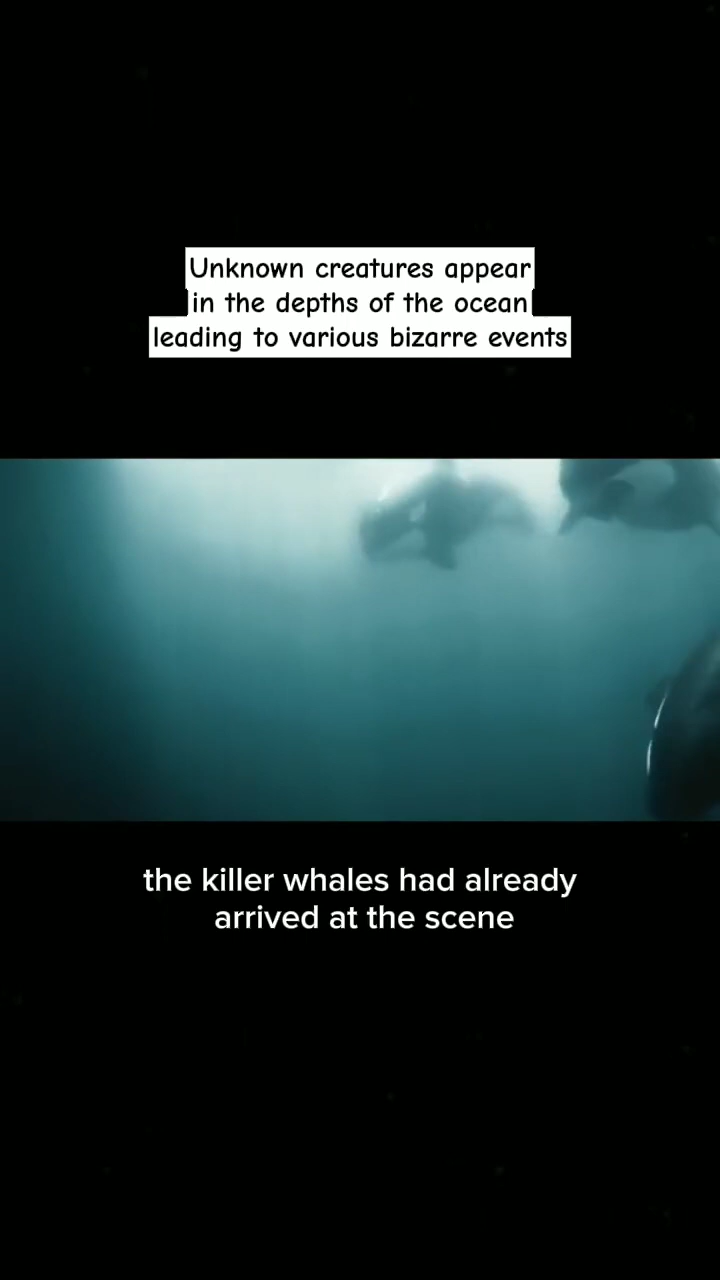 Unknown creatures appear
in the depths of the ocean
leading to various bizarre events
the killer whales had already
arrived at the scene